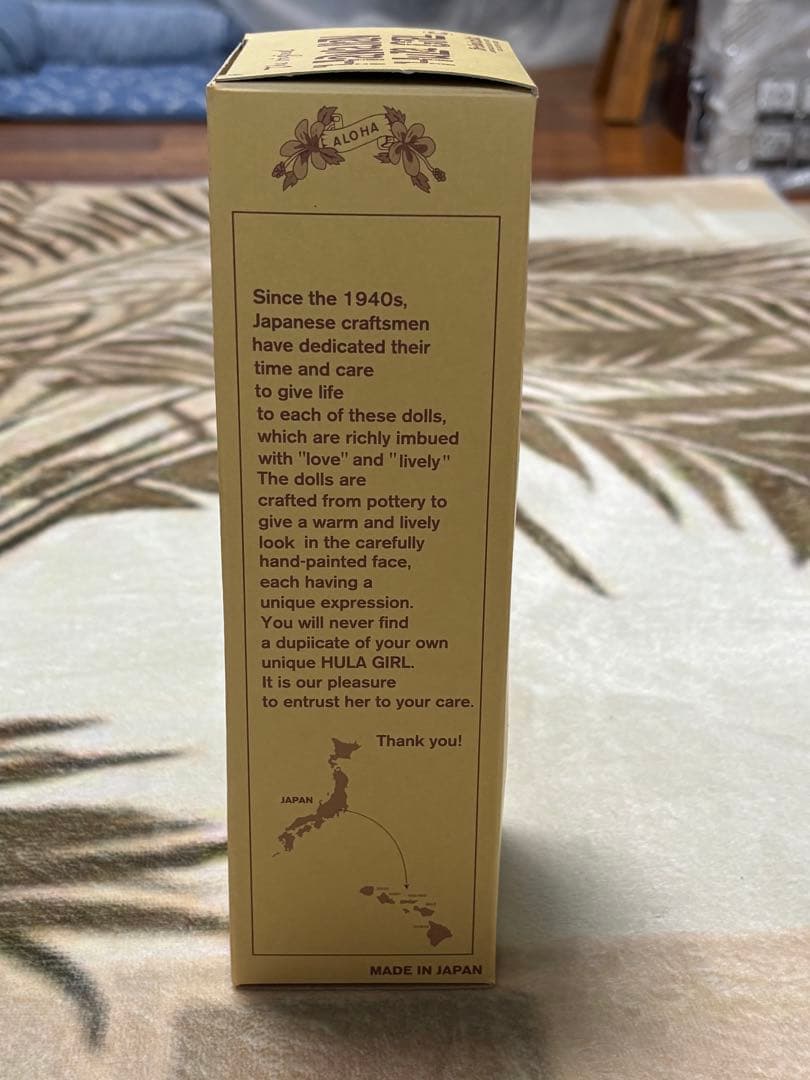 ALOHA
Since the 1940s,
Japanese craftsmen
have dedicated their
time and care
to give life
to each of these dolls,
which are richly imbued
with "love" and "lively"
The dolls are
crafted from pottery to
give a warm and lively
look in the carefully
hand-painted face,
each having a
unique expression.
You will never find
a dupiicate of your own
unique HULA GIRL.
It is our pleasure
to entrust her to your care.
Thank you!
JAPAN
MADE IN JAPAN